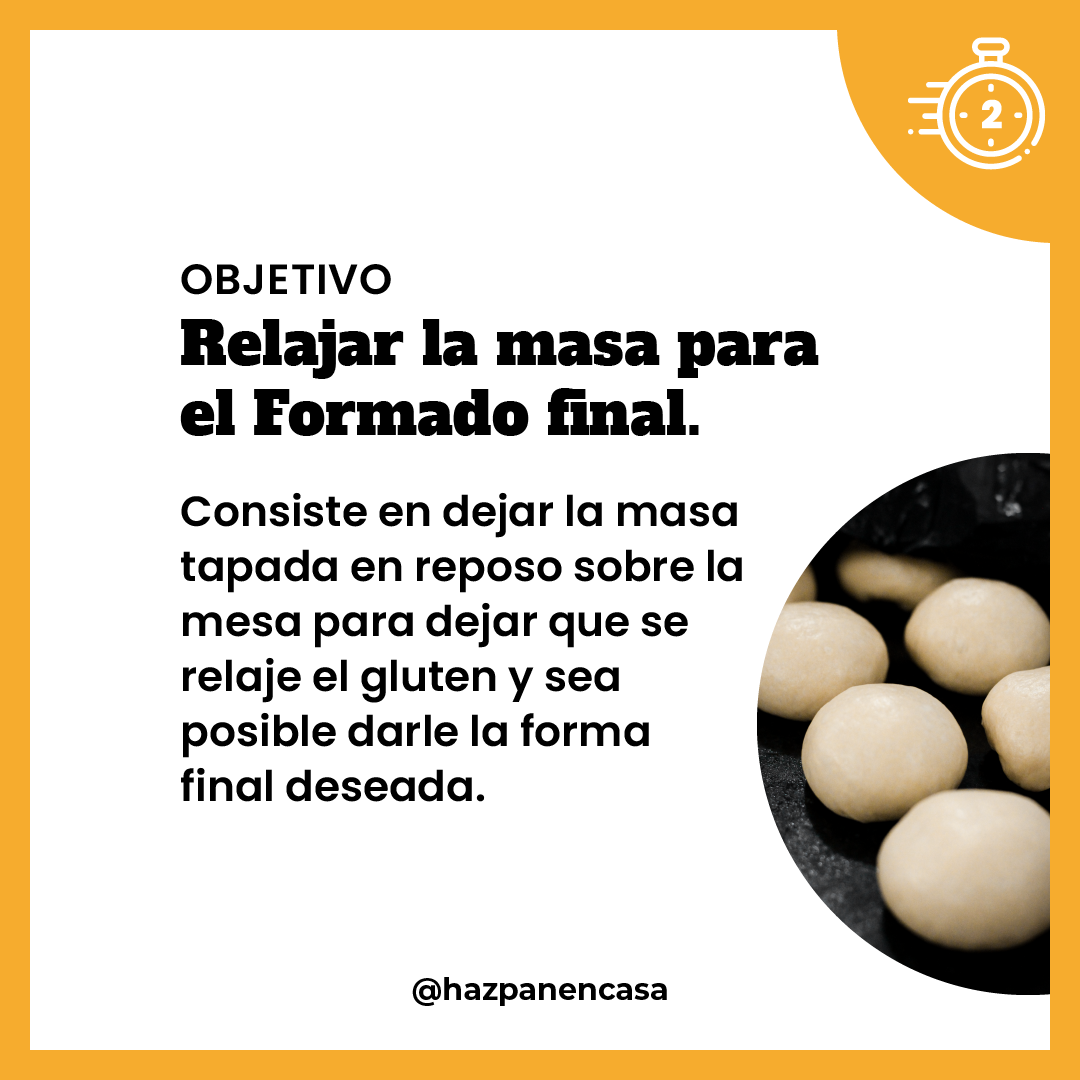 2
OBJETIVO
Relajar la masa para
el Formado final.
Consiste en dejar la masa
tapada en reposo sobre la
mesa para dejar que se
relaje el gluten y sea
posible darle la forma
final deseada.
@hazpanencasa